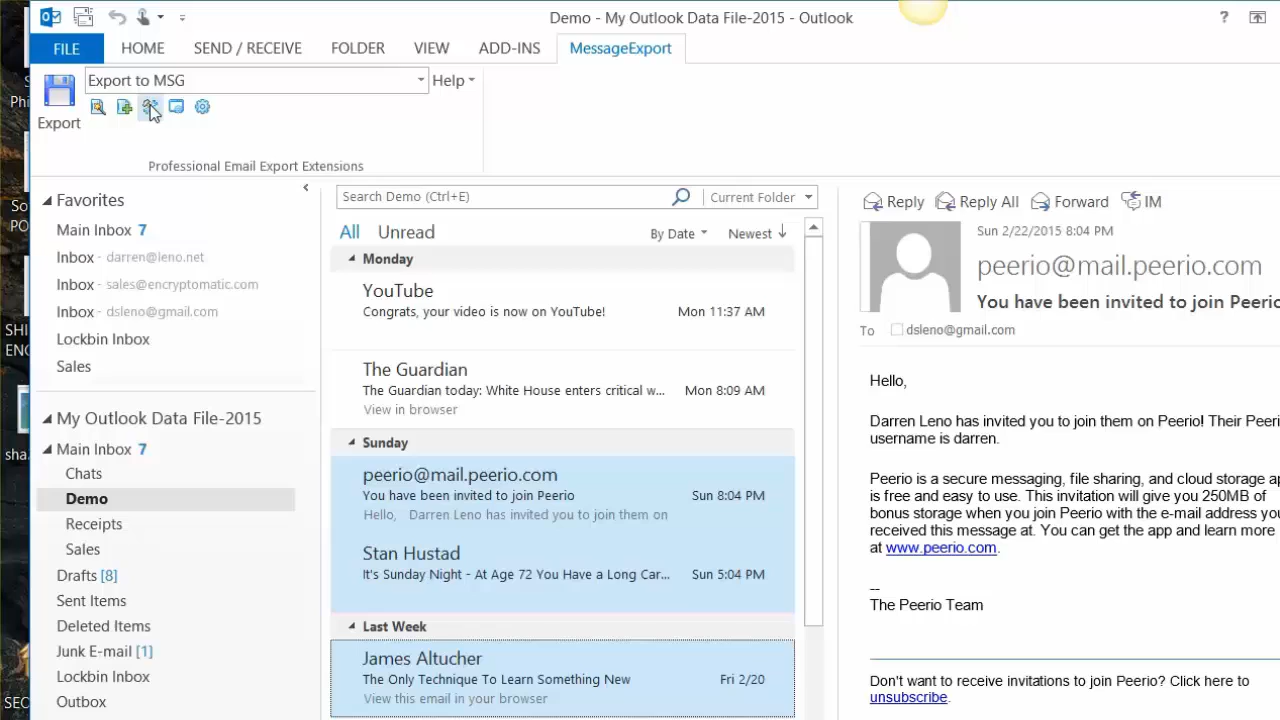 Demo - My Outlook Data File-2015 - Outlook
?
FILE
HOME
SEND / RECEIVE
FOLDER
VIEW
ADD-INS
MessageExport
Export to MSG
Help
Export
Professional Email Export Extensions
Phi
So
PO
SHI
ENG
sha.
SEC
Favorites
Main Inbox 7
Inbox - darren@leno.net
Inbox - sales@encryptomatic.com
Inbox - dsleno@gmail.com
Lockbin Inbox
Sales
My Outlook Data File-2015
Main Inbox 7
Chats
Demo
Receipts
Sales
Drafts [8]
Sent Items
Deleted Items
Junk E-mail [1]
Lockbin Inbox
Outbox
Search Demo (Ctrl+E)
Current Folder
All Unread
By Date Newest
Monday
YouTube
Congrats, your video is now on YouTube! Mon 11:37 AM
The Guardian
The Guardian today: White House enters critical w... Mon 8:09 AM
View in browser
Sunday
peerio@mail.peerio.com
You have been invited to join Peerio Sun 8:04 PM
Hello, Darren Leno has invited you to join them on
Stan Hustad
It's Sunday Night - At Age 72 You Have a Long Car... Sun 5:04 PM
Last Week
James Altucher
The Only Technique To Learn Something New Fri 2/20
View this email in your browser
Reply Reply All Forward IM
Sun 2/22/2015 8:04 PM
peerio@mail.peerio.com
You have been invited to join Peerio
To dsleno@gmail.com
Hello,
Darren Leno has invited you to join them on Peerio! Their Peeri
username is darren.
Peerio is a secure messaging, file sharing, and cloud storage ap
is free and easy to use. This invitation will give you 250MB of
bonus storage when you join Peerio with the e-mail address you
received this message at. You can get the app and learn more
at www.peerio.com.
--
The Peerio Team
Don't want to receive invitations to join Peerio? Click here to
unsubscribe.